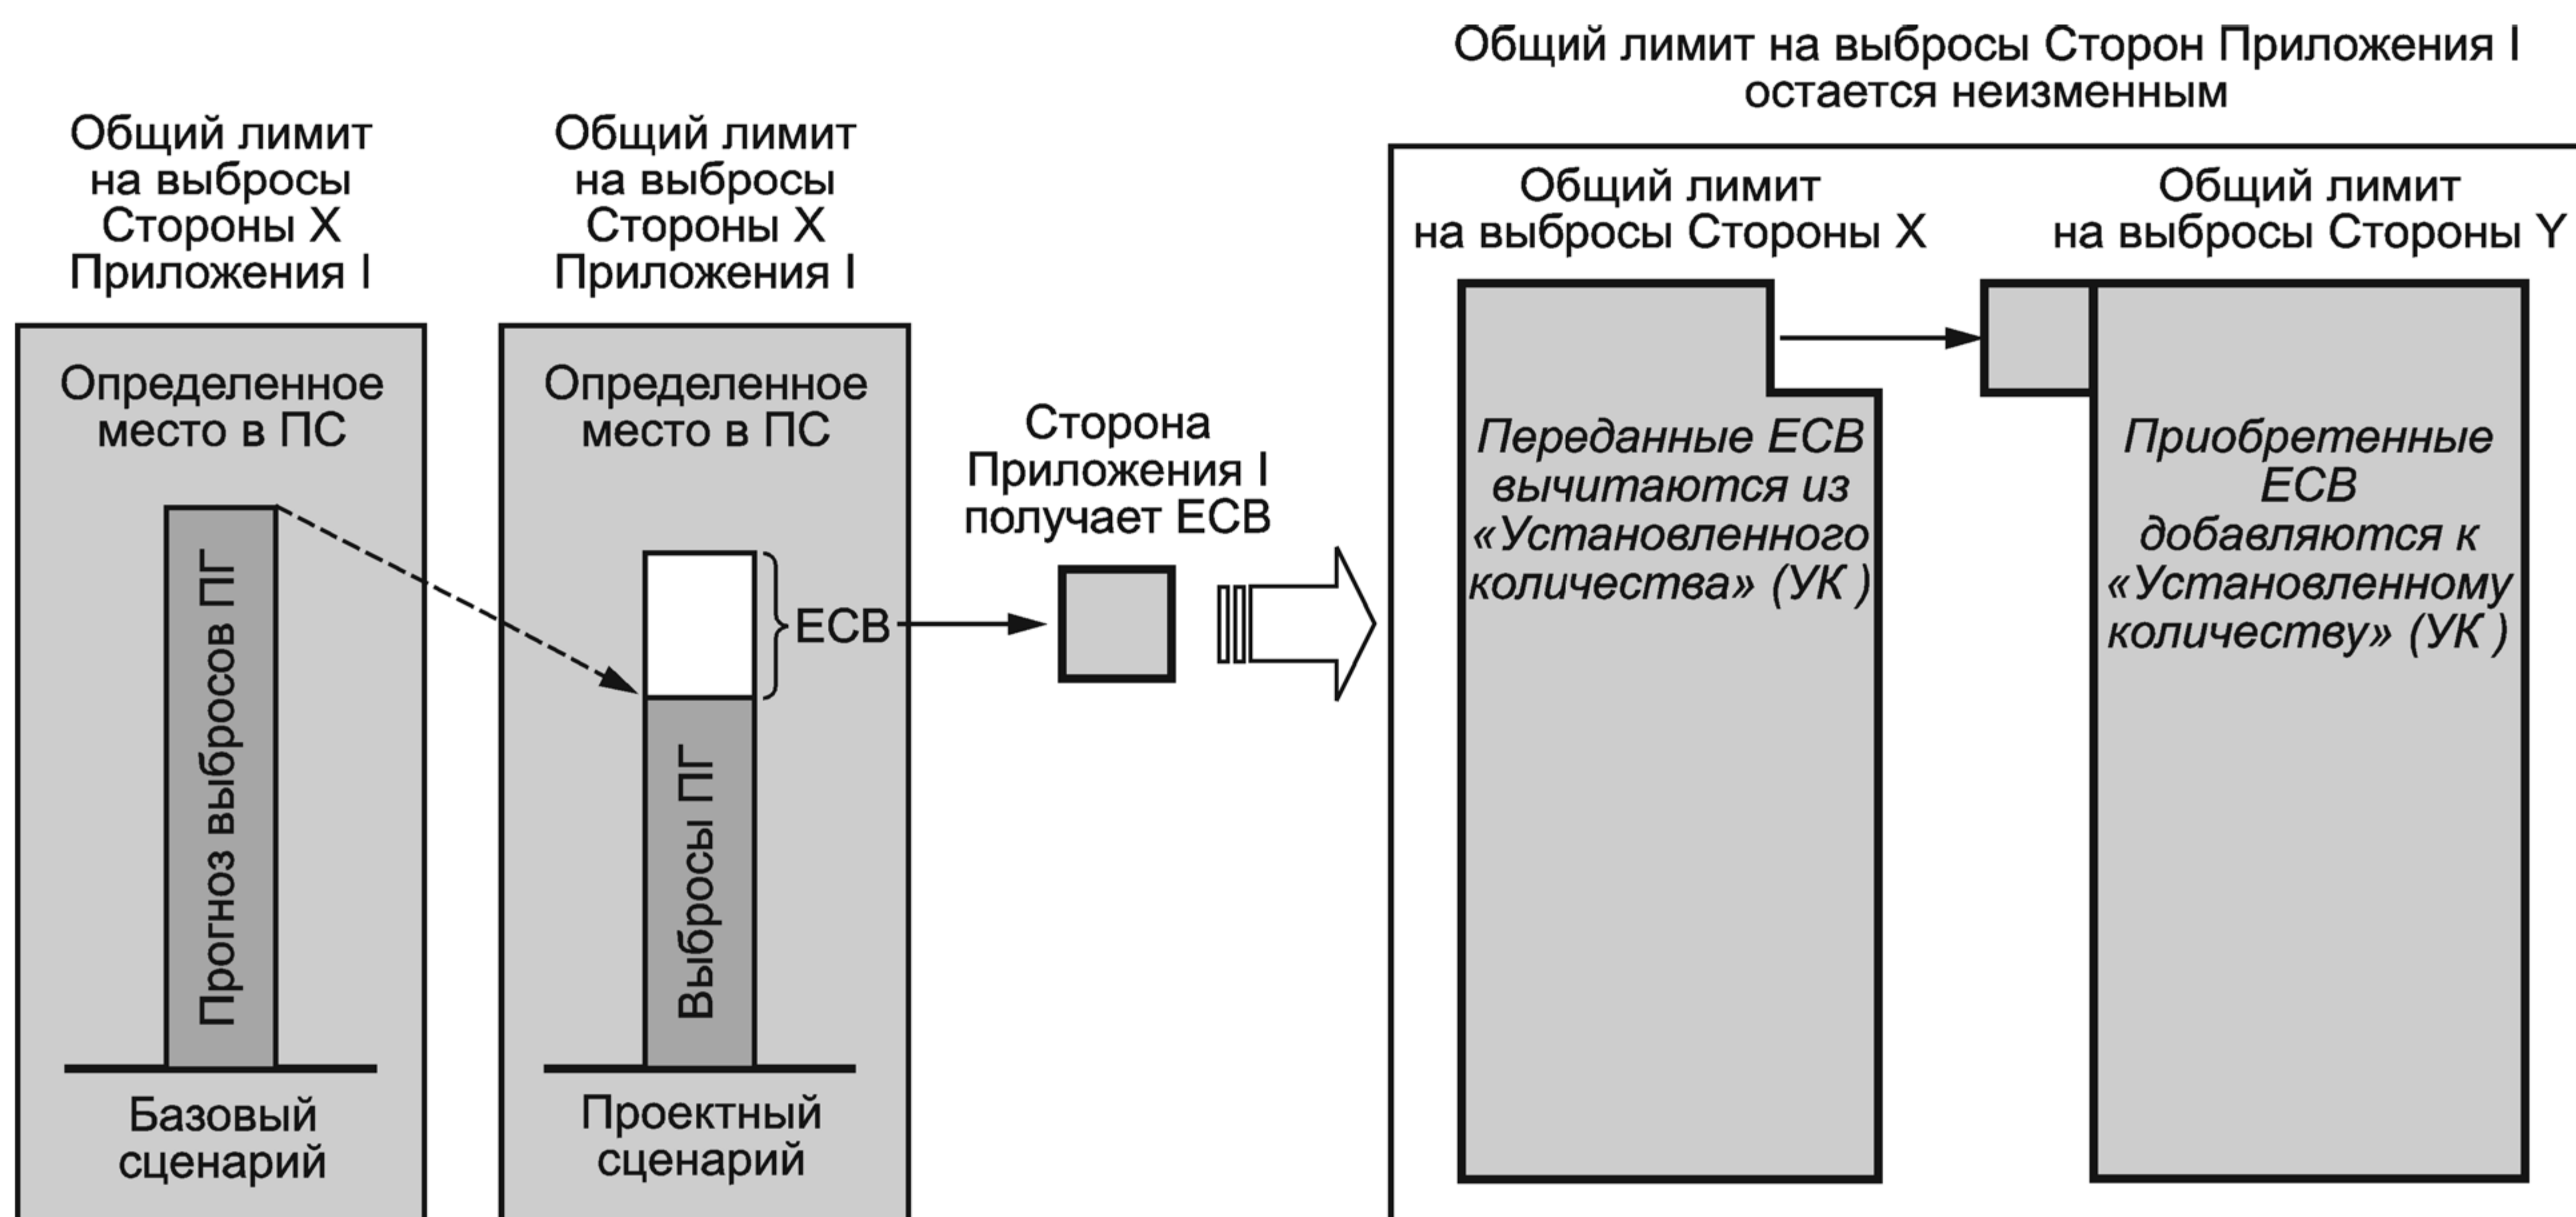 Общий лимит
на выбросы
Стороны X
Приложения I
Определенное
место в ПС
Прогноз выбросов ПГ
Базовый
сценарий
Общий лимит
на выбросы
Стороны X
Приложения I
Определенное
место в ПС
ЕСВ
Выбросы ПГ
Проектный
сценарий
Сторона
Приложения I
получает ЕСВ
Общий лимит на выбросы Сторон Приложения I
остается неизменным
Общий лимит
на выбросы Стороны X
Переданные ЕСВ
вычитаются из
«Установленного
количества» (УК )
Общий лимит
на выбросы Стороны Y
Приобретенные
ЕСВ
добавляются к
«Установленному
количеству» (УК )